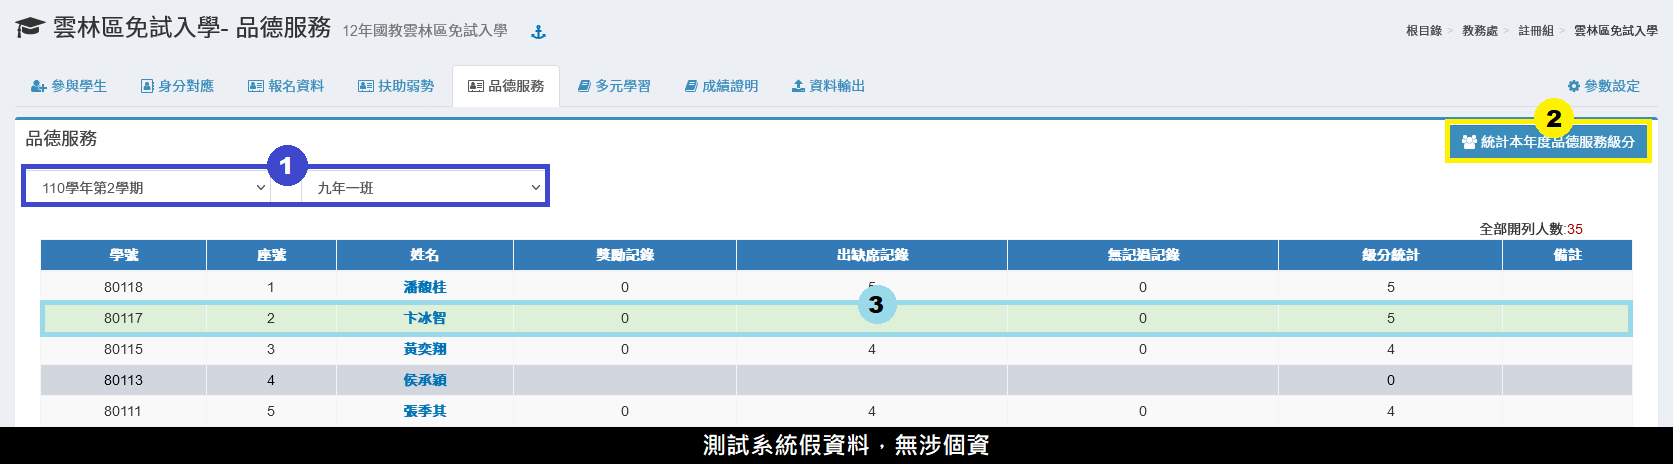 雲林區免試入學- 品德服務 12年國教雲林區免試入學
根目錄 > 教務處 > 註冊組 > 雲林區免試入學
參與學生 身分對應 報名資料 扶助弱勢 品德服務 多元學習 成績證明 資料輸出 參數設定
品德服務
2
統計本年度品德服務級分
1
110學年第2學期 九年一班
全部開列人數:35
學號 座號 姓名 獎勵記錄 出缺席記錄 無記過記錄 級分統計 備註
80118 1 潘馥桂 0 5 0 5
3
80117 2 卞冰智 0 0 5
80115 3 黃奕翔 0 4 0 4
80113 4 侯承穎 0
80111 5 張季其 0 4 0 4
測試系統假資料，無涉個資